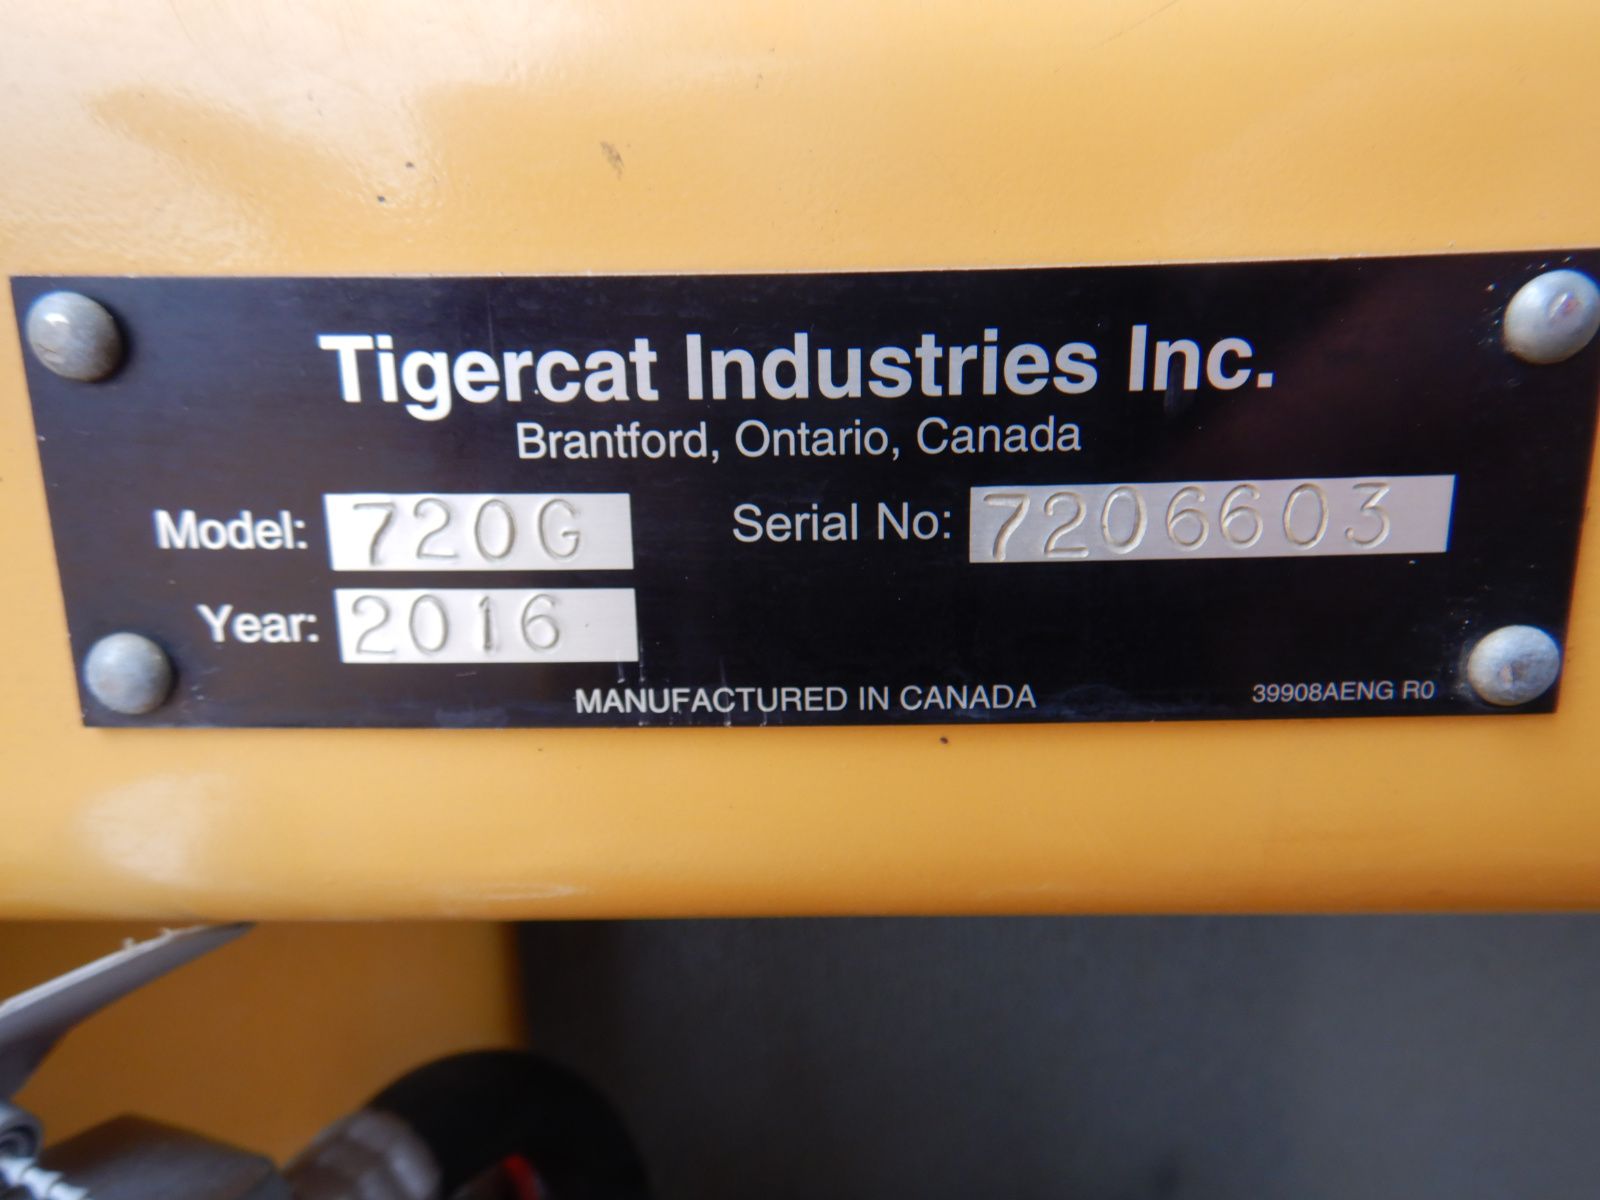 Tigercat Industries Inc.
Brantford, Ontario, Canada
Model: 720G Serial No: 7206603
Year: 2016
MANUFACTURED IN CANADA 39908AENG R0